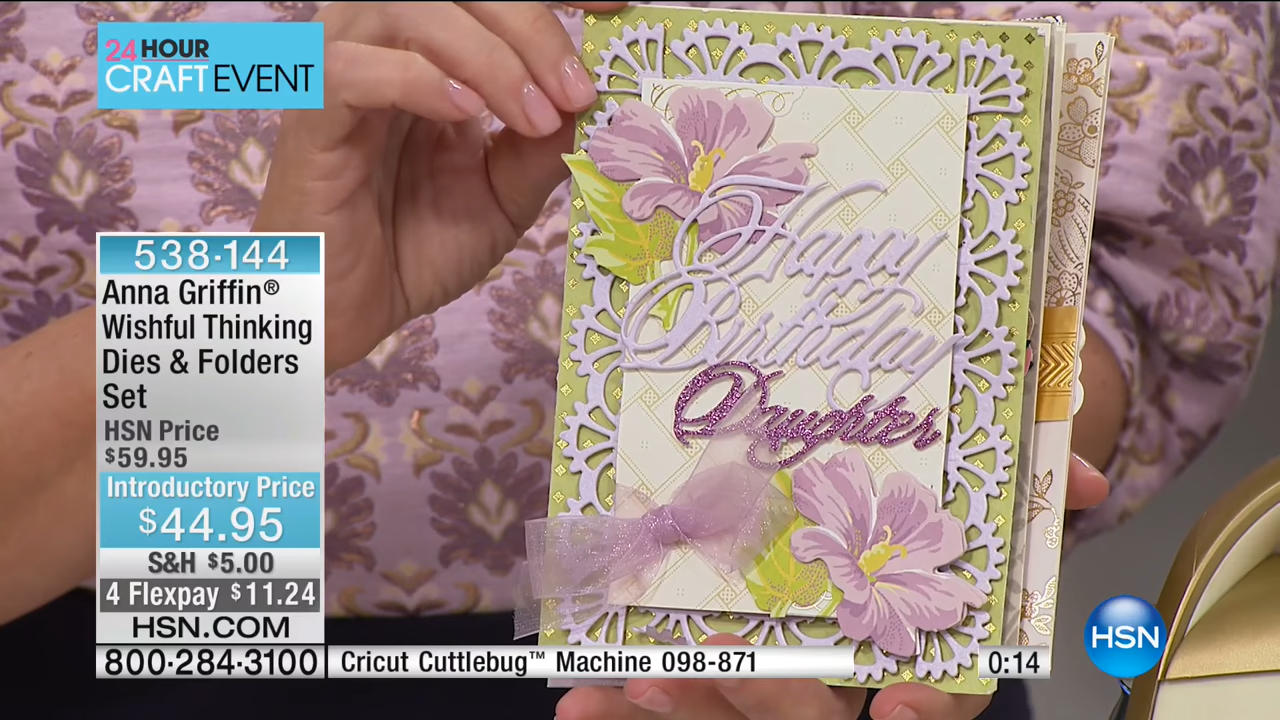 24 HOUR
CRAFT EVENT
538·144
Anna Griffin®
Wishful Thinking
Dies & Folders
Set
HSN Price
$59.95
Introductory Price
$44.95
S&H $5.00
4 Flexpay $11.24
HSN.COM
800·284·3100
Cricut Cuttlebug™ Machine 098-871
0:14
HSN
Happy
Birthday
Daughter